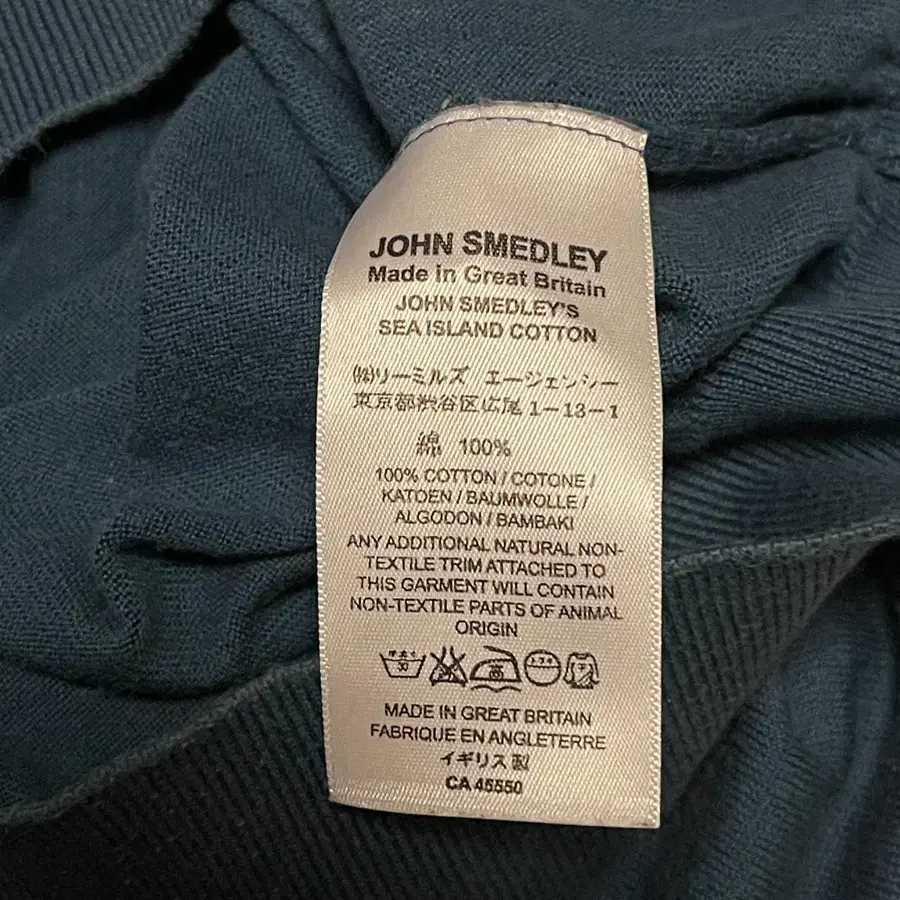 JOHN SMEDLEY
Made in Great Britain
JOHN SMEDLEY'S
SEA ISLAND COTTON
㈱リーミルズ エージェンシー
東京都渋谷区広尾 1-13-1
綿 100%
100% COTTON / COTONE /
KATOEN / BAUMWOLLE /
ALGODON / BAMBAKI
ANY ADDITIONAL NATURAL NON-
TEXTILE TRIM ATTACHED TO
THIS GARMENT WILL CONTAIN
NON-TEXTILE PARTS OF ANIMAL
ORIGIN
30
MADE IN GREAT BRITAIN
FABRIQUE EN ANGLETERRE
イギリス製
CA 45550